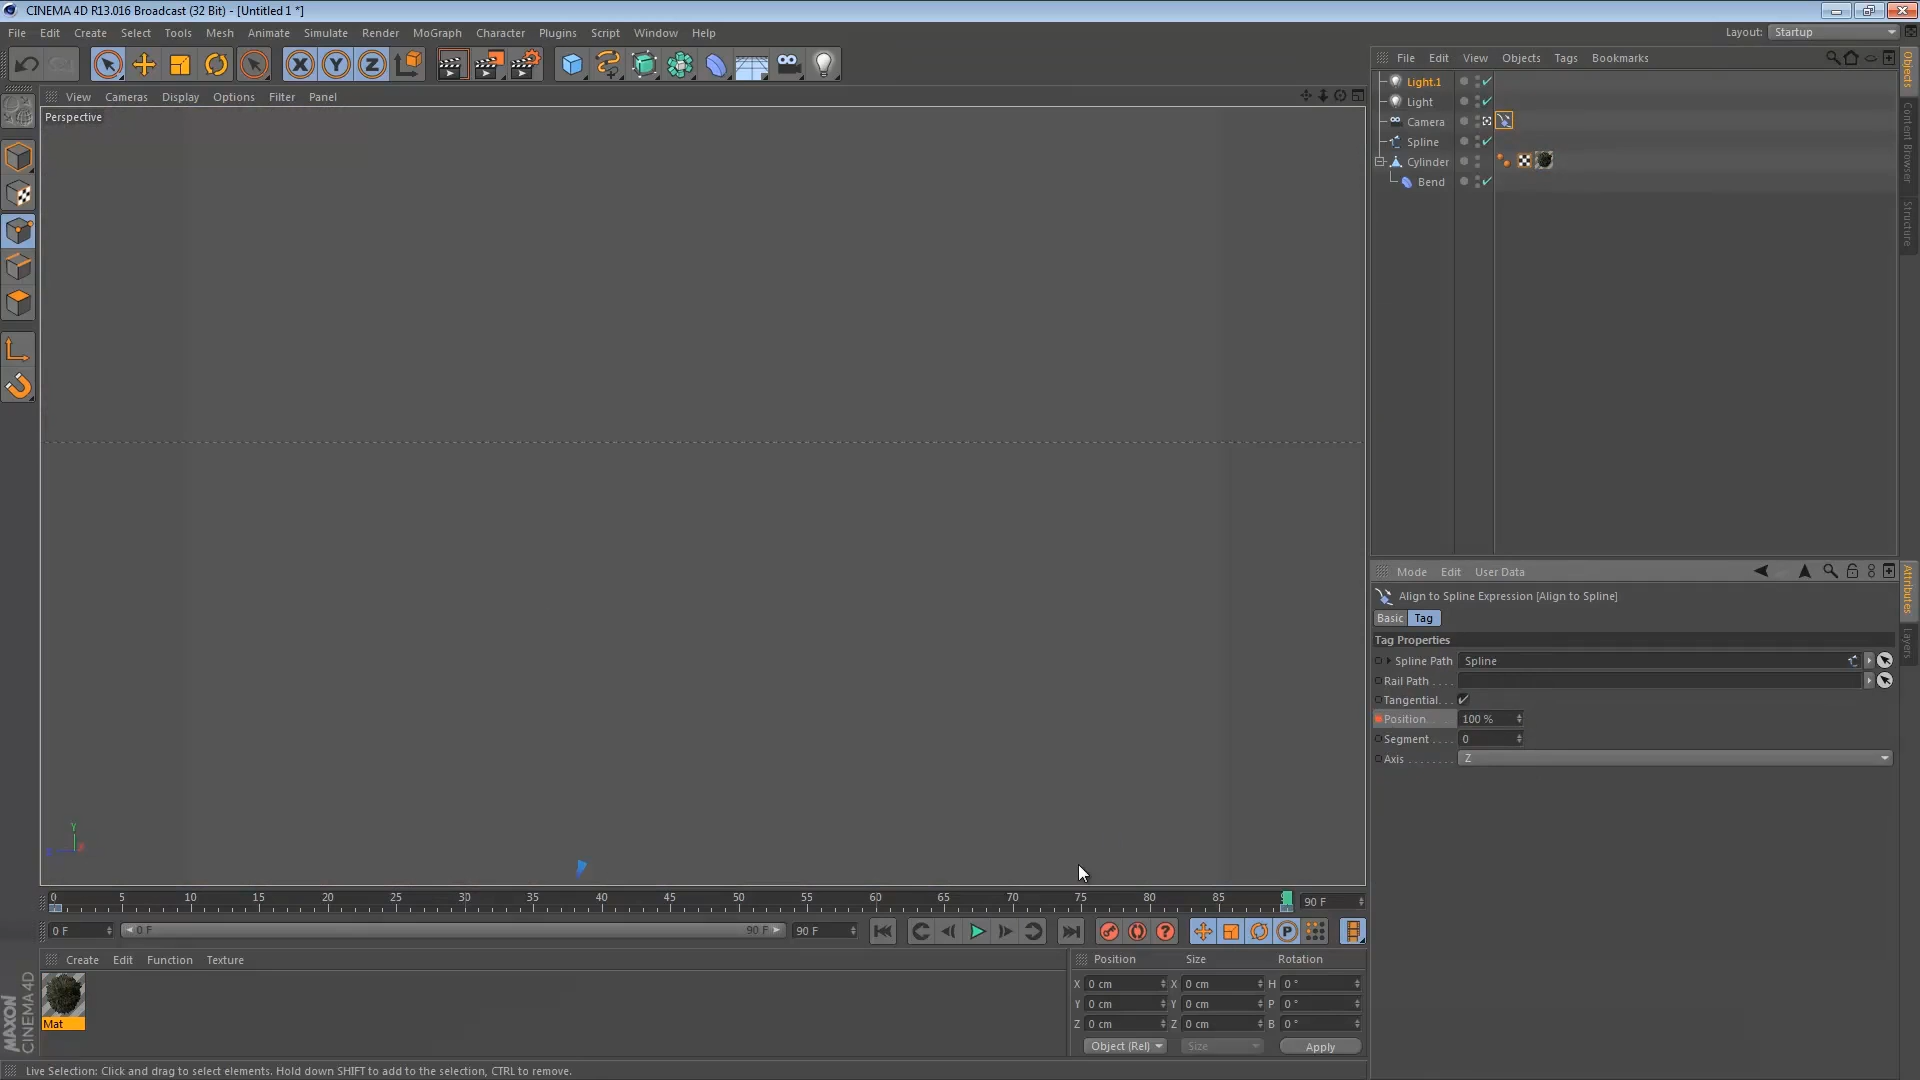 CINEMA 4D R13.016 Broadcast (32 Bit) - [Untitled 1 *]
File Edit Create Select Tools Mesh Animate Simulate Render MoGraph Character Plugins Script Window Help
Layout: Startup
View Cameras Display Options Filter Panel
Perspective
File Edit View Objects Tags Bookmarks
Light.1
Light
Camera
Spline
Cylinder
Bend
Objects
Content Browser
Structure
Mode Edit User Data
Align to Spline Expression [Align to Spline]
Basic Tag
Tag Properties
Spline Path Spline
Rail Path . . . .
Tangential. . .
Position. 100 %
Segment . . . . 0
Axis . . . . . . . . Z
Attributes
Layers
Y
0 5 10 15 20 25 30 35 40 45 50 55 60 65 70 75 80 85 90 F
0 F 0 F 90 F 90 F
Create Edit Function Texture
Mat
MAXON
CINEMA 4D
Position Size Rotation
X 0 cm X 0 cm H 0 °
Y 0 cm Y 0 cm P 0 °
Z 0 cm Z 0 cm B 0 °
Object (Rel) Size Apply
Live Selection: Click and drag to select elements. Hold down SHIFT to add to the selection, CTRL to remove.